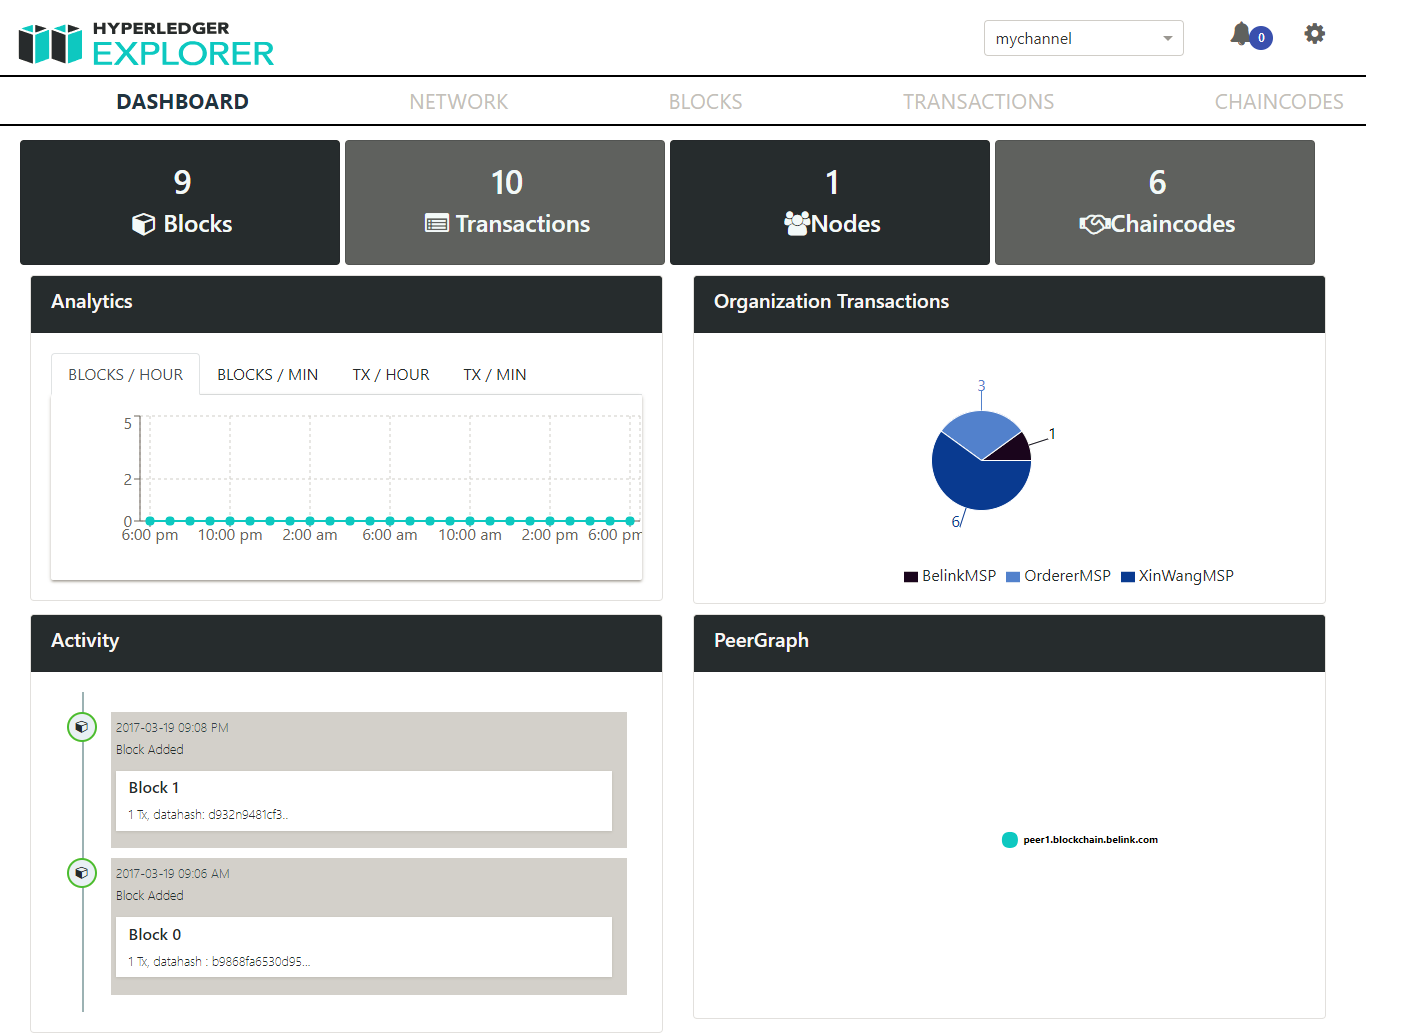 HYPERLEDGER
EXPLORER
mychannel
0
DASHBOARD NETWORK BLOCKS TRANSACTIONS CHAINCODES
9
Blocks
10
Transactions
1
Nodes
6
Chaincodes
Analytics
BLOCKS / HOUR BLOCKS / MIN TX / HOUR TX / MIN
5
2
0
6:00 pm 10:00 pm 2:00 am 6:00 am 10:00 am 2:00 pm 6:00 pm
Organization Transactions
3
1
6
BelinkMSP OrdererMSP XinWangMSP
Activity
2017-03-19 09:08 PM
Block Added
Block 1
1 Tx, datahash: d932n9481cf3..
2017-03-19 09:06 AM
Block Added
Block 0
1 Tx, datahash : b9868fa6530d95...
PeerGraph
peer1.blockchain.belink.com